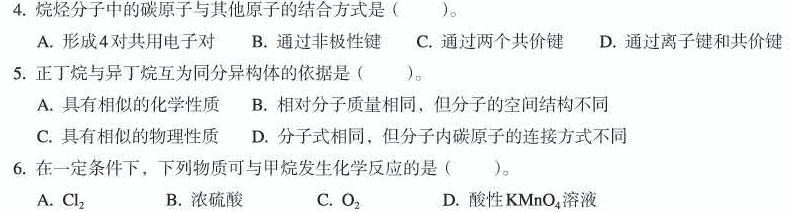 4. 烷烃分子中的碳原子与其他原子的结合方式是（　　）。
A. 形成4对共用电子对　B. 通过非极性键　C. 通过两个共价键　D. 通过离子键和共价键
5. 正丁烷与异丁烷互为同分异构体的依据是（　　）。
A. 具有相似的化学性质　B. 相对分子质量相同，但分子的空间结构不同
C. 具有相似的物理性质　D. 分子式相同，但分子内碳原子的连接方式不同
6. 在一定条件下，下列物质可与甲烷发生化学反应的是（　　）。
A. Cl₂　B. 浓硫酸　C. O₂　D. 酸性KMnO₄溶液